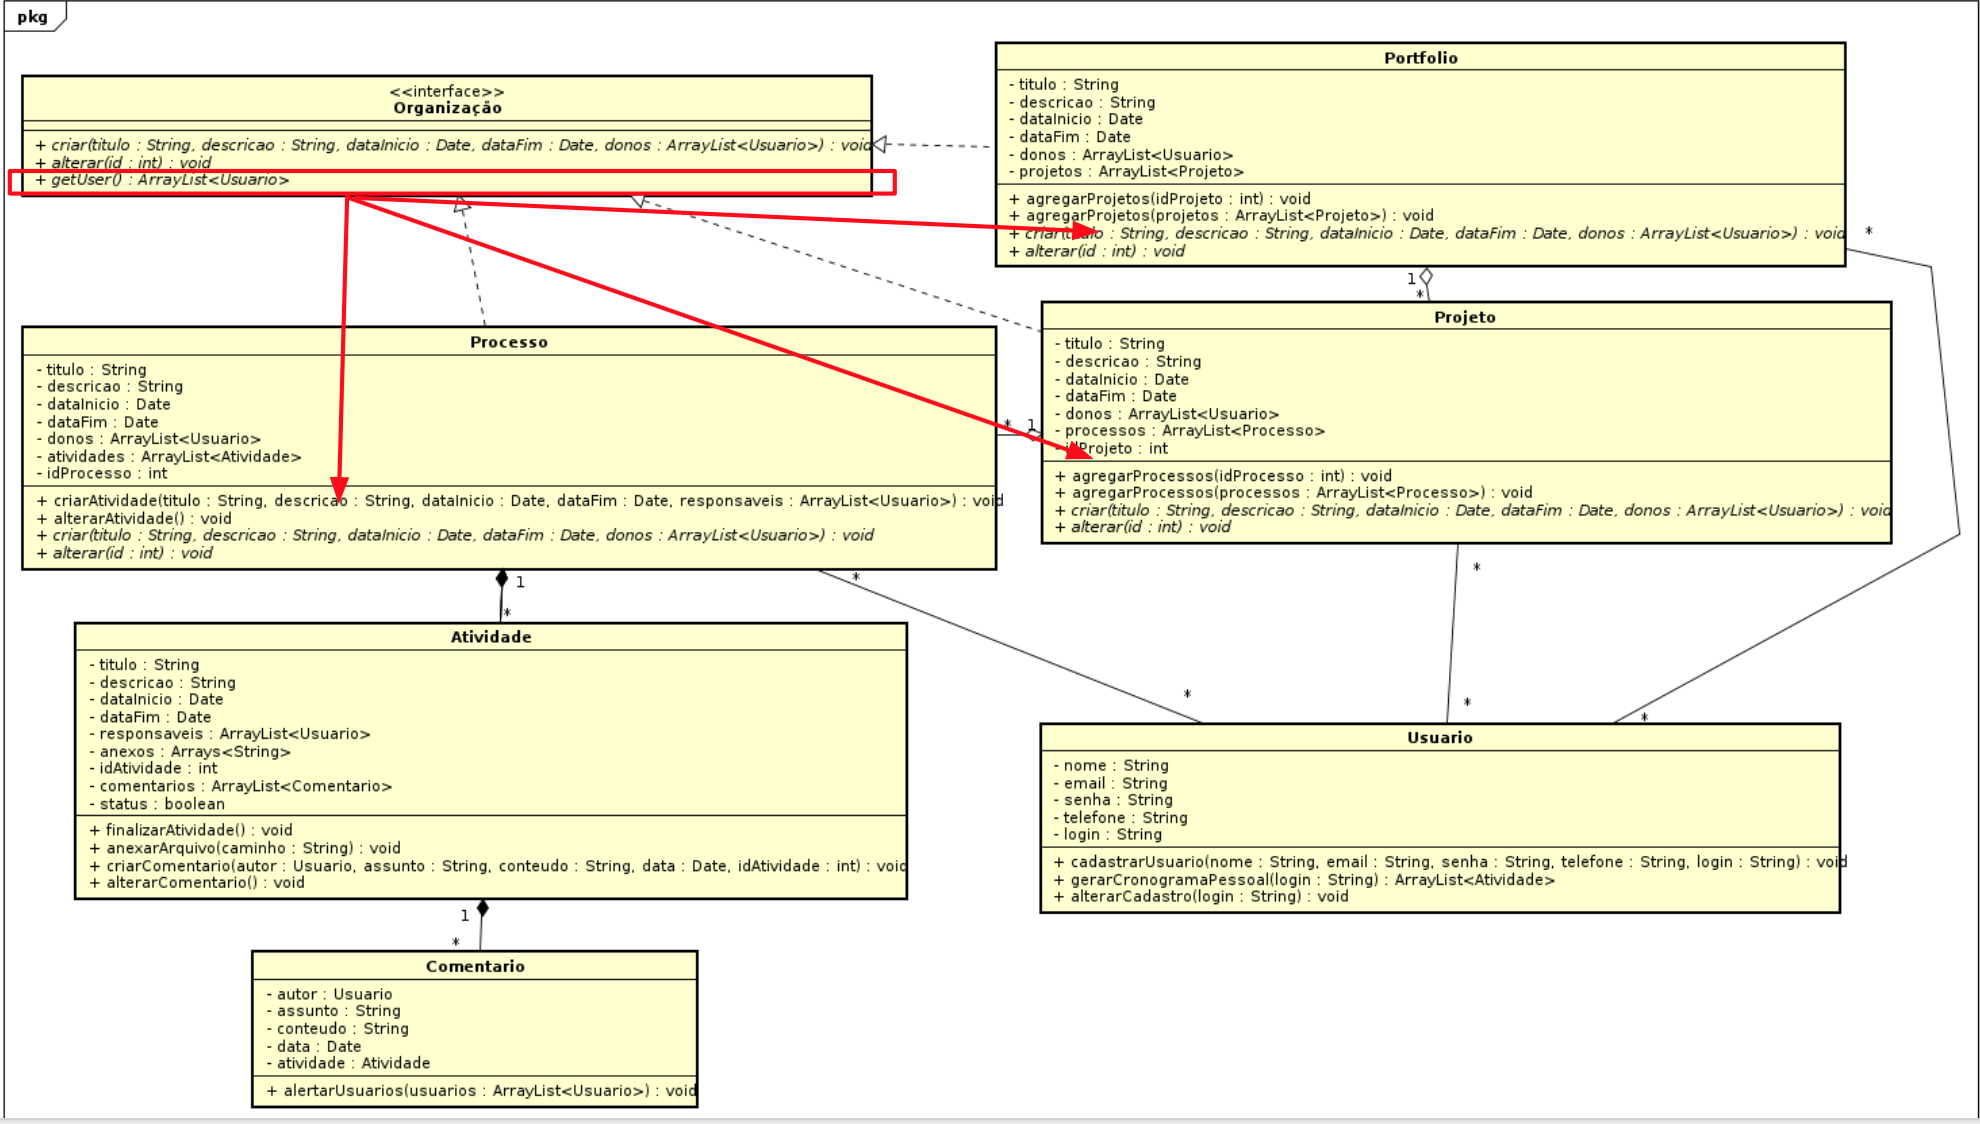 pkg
<<interface>>
Organização
+ criar(titulo : String, descricao : String, dataInicio : Date, dataFim : Date, donos : ArrayList<Usuario>) : void
+ alterar(id : int) : void
+ getUser() : ArrayList<Usuario>
Portfolio
- titulo : String
- descricao : String
- dataInicio : Date
- dataFim : Date
- donos : ArrayList<Usuario>
- projetos : ArrayList<Projeto>
+ agregarProjetos(idProjeto : int) : void
+ agregarProjetos(projetos : ArrayList<Projeto>) : void
+ criar(titulo : String, descricao : String, dataInicio : Date, dataFim : Date, donos : ArrayList<Usuario>) : void
+ alterar(id : int) : void
*
1
*
Processo
- titulo : String
- descricao : String
- dataInicio : Date
- dataFim : Date
- donos : ArrayList<Usuario>
- atividades : ArrayList<Atividade>
- idProcesso : int
+ criarAtividade(titulo : String, descricao : String, dataInicio : Date, dataFim : Date, responsaveis : ArrayList<Usuario>) : void
+ alterarAtividade() : void
+ criar(titulo : String, descricao : String, dataInicio : Date, dataFim : Date, donos : ArrayList<Usuario>) : void
+ alterar(id : int) : void
* 1
Projeto
- titulo : String
- descricao : String
- dataInicio : Date
- dataFim : Date
- donos : ArrayList<Usuario>
- processos : ArrayList<Processo>
- idProjeto : int
+ agregarProcessos(idProcesso : int) : void
+ agregarProcessos(processos : ArrayList<Processo>) : void
+ criar(titulo : String, descricao : String, dataInicio : Date, dataFim : Date, donos : ArrayList<Usuario>) : void
+ alterar(id : int) : void
1
*
*
*
*
*
*
Atividade
- titulo : String
- descricao : String
- dataInicio : Date
- dataFim : Date
- responsaveis : ArrayList<Usuario>
- anexos : Arrays<String>
- idAtividade : int
- comentarios : ArrayList<Comentario>
- status : boolean
+ finalizarAtividade() : void
+ anexarArquivo(caminho : String) : void
+ criarComentario(autor : Usuario, assunto : String, conteudo : String, data : Date, idAtividade : int) : void
+ alterarComentario() : void
Usuario
- nome : String
- email : String
- senha : String
- telefone : String
- login : String
+ cadastrarUsuario(nome : String, email : String, senha : String, telefone : String, login : String) : void
+ gerarCronogramaPessoal(login : String) : ArrayList<Atividade>
+ alterarCadastro(login : String) : void
1
*
Comentario
- autor : Usuario
- assunto : String
- conteudo : String
- data : Date
- atividade : Atividade
+ alertarUsuarios(usuarios : ArrayList<Usuario>) : void